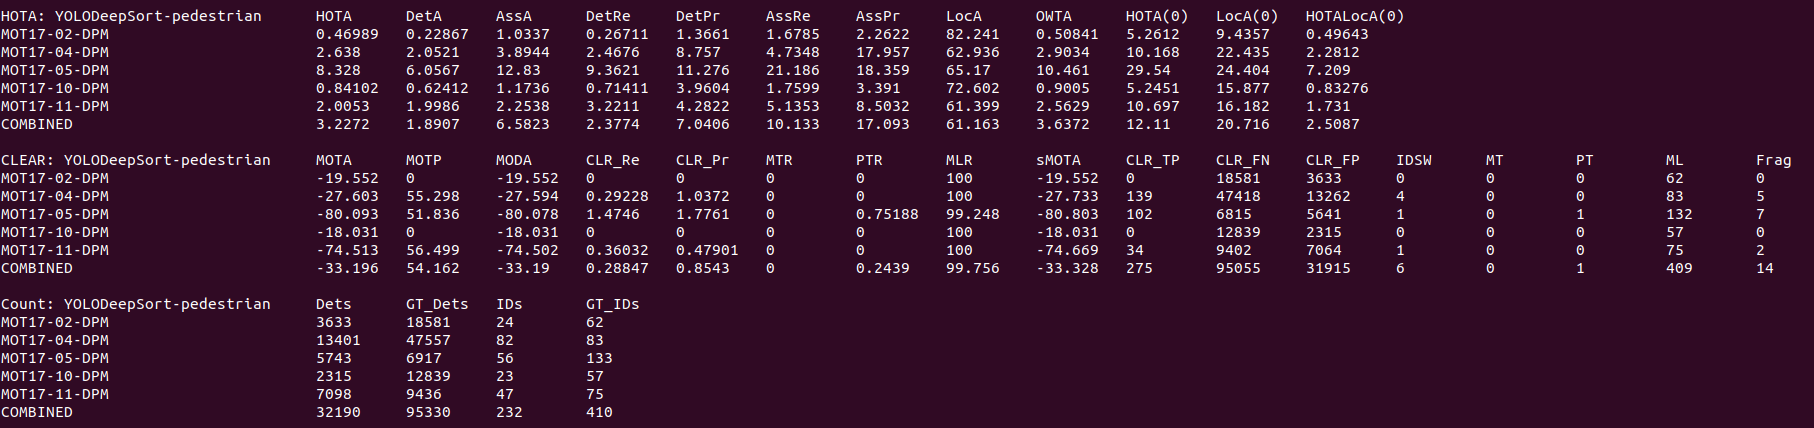 HOTA: YOLODeepSort-pedestrian HOTA DetA AssA DetRe DetPr AssRe AssPr LocA OWTA HOTA(0) LocA(0) HOTALocA(0)
MOT17-02-DPM 0.46989 0.22867 1.0337 0.26711 1.3661 1.6785 2.2622 82.241 0.50841 5.2612 9.4357 0.49643
MOT17-04-DPM 2.638 2.0521 3.8944 2.4676 8.757 4.7348 17.957 62.936 2.9034 10.168 22.435 2.2812
MOT17-05-DPM 8.328 6.0567 12.83 9.3621 11.276 21.186 18.359 65.17 10.461 29.54 24.404 7.209
MOT17-10-DPM 0.84102 0.62412 1.1736 0.71411 3.9604 1.7599 3.391 72.602 0.9005 5.2451 15.877 0.83276
MOT17-11-DPM 2.0053 1.9986 2.2538 3.2211 4.2822 5.1353 8.5032 61.399 2.5629 10.697 16.182 1.731
COMBINED 3.2272 1.8907 6.5823 2.3774 7.0406 10.133 17.093 61.163 3.6372 12.11 20.716 2.5087
CLEAR: YOLODeepSort-pedestrian MOTA MOTP MODA CLR_Re CLR_Pr MTR PTR MLR sMOTA CLR_TP CLR_FN CLR_FP IDSW MT PT ML Frag
MOT17-02-DPM -19.552 0 -19.552 0 0 0 0 100 -19.552 0 18581 3633 0 0 0 62 0
MOT17-04-DPM -27.603 55.298 -27.594 0.29228 1.0372 0 0 100 -27.733 139 47418 13262 4 0 0 83 5
MOT17-05-DPM -80.093 51.836 -80.078 1.4746 1.7761 0 0.75188 99.248 -80.803 102 6815 5641 1 0 1 132 7
MOT17-10-DPM -18.031 0 -18.031 0 0 0 0 100 -18.031 0 12839 2315 0 0 0 57 0
MOT17-11-DPM -74.513 56.499 -74.502 0.36032 0.47901 0 0 100 -74.669 34 9402 7064 1 0 0 75 2
COMBINED -33.196 54.162 -33.19 0.28847 0.8543 0 0.2439 99.756 -33.328 275 95055 31915 6 0 1 409 14
Count: YOLODeepSort-pedestrian Dets GT_Dets IDs GT_IDs
MOT17-02-DPM 3633 18581 24 62
MOT17-04-DPM 13401 47557 82 83
MOT17-05-DPM 5743 6917 56 133
MOT17-10-DPM 2315 12839 23 57
MOT17-11-DPM 7098 9436 47 75
COMBINED 32190 95330 232 410